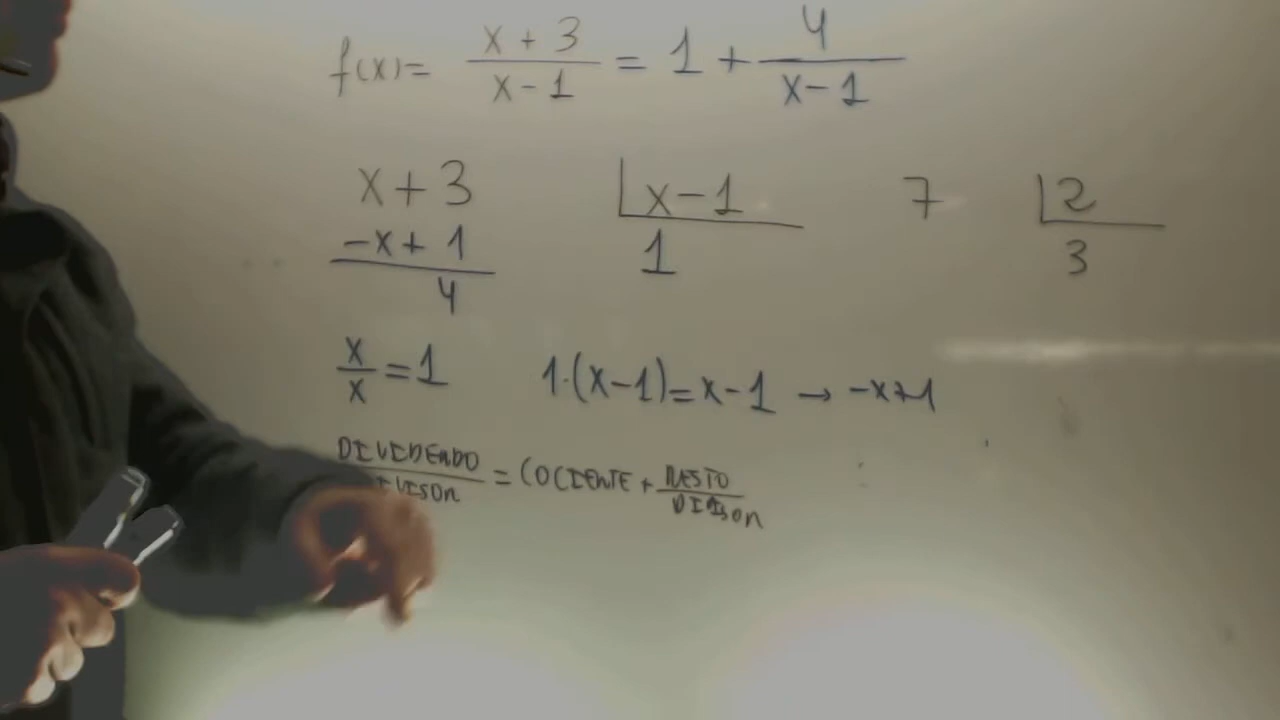 f(x)= x + 3 / x - 1 = 1 + 4 / x - 1
x + 3 x - 1 7 2
-x + 1 1 3
4
x / x = 1 1·(x-1) = x-1 → -x+1
DIVIDENDO / = COCIENTE + RESTO / DIVISOR